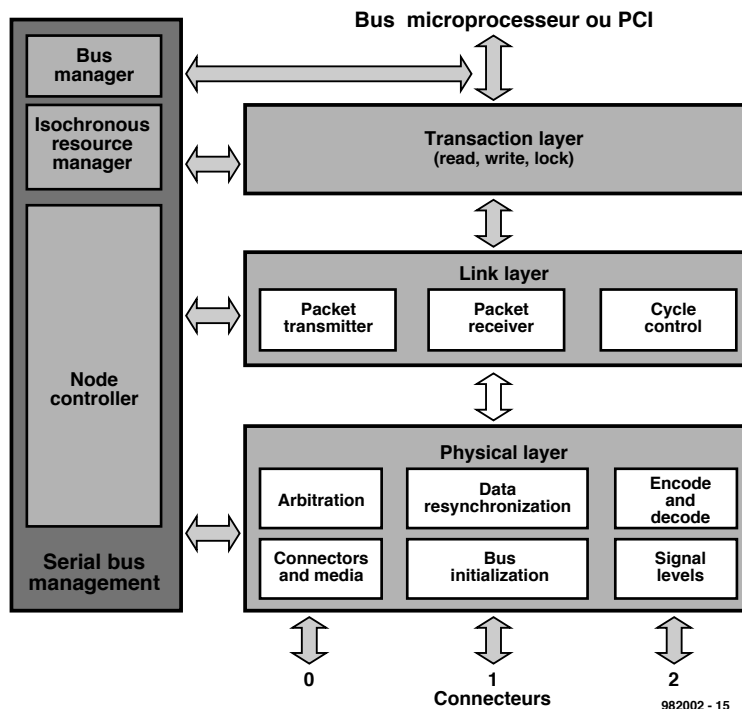 Bus microprocesseur ou PCI
Bus
manager
Isochronous
resource
manager
Node
controller
Serial bus
management
Transaction layer
(read, write, lock)
Link layer
Packet
transmitter
Packet
receiver
Cycle
control
Physical layer
Arbitration
Data
resynchronization
Encode
and
decode
Connectors
and media
Bus
initialization
Signal
levels
0
1
2
Connecteurs
982002 - 15